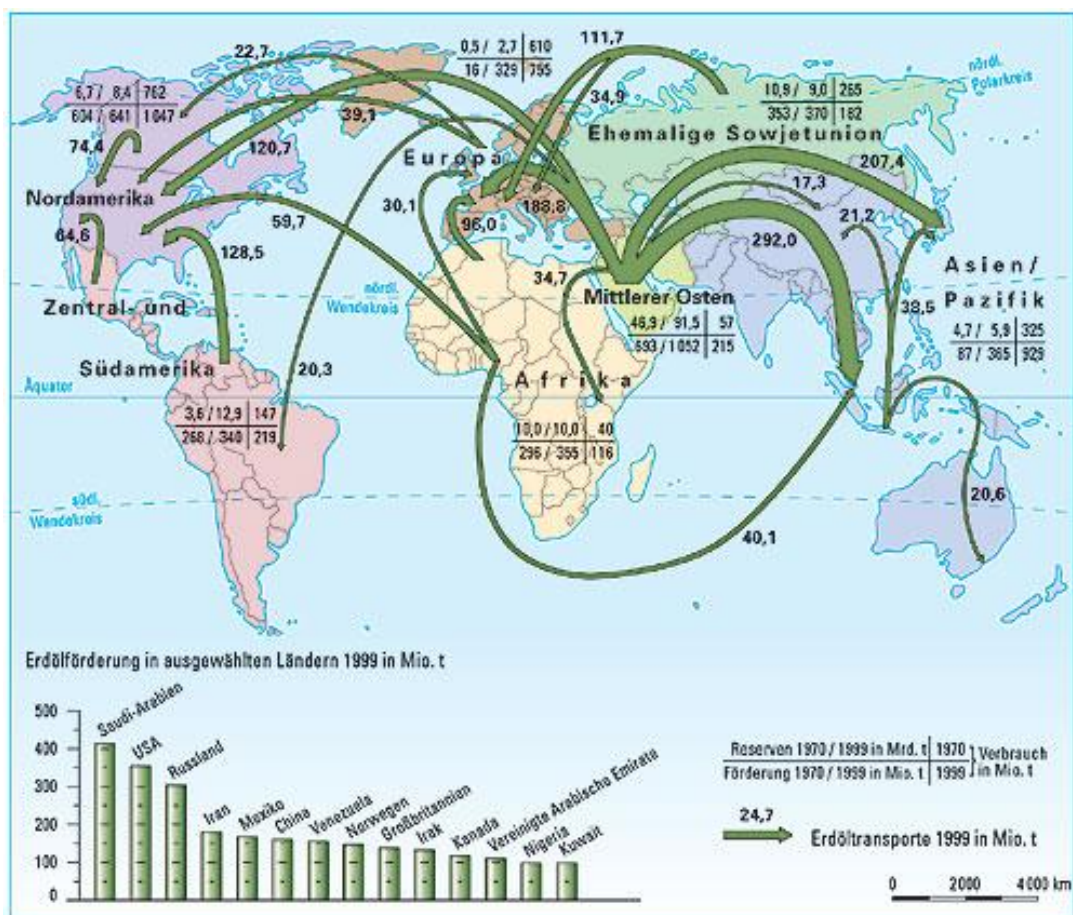 22,7
0,5 / 2,7 | 610
16 / 329 | 795
111,7
nördl.
Polarkreis
6,7 / 8,4 | 762
604 / 641 | 1047
39,1
34,9
10,9 / 9,0 | 265
353 / 370 | 182
Ehemalige Sowjetunion
74,4
120,7
Europa
207,4
Nordamerika
17,3
59,7
30,1
188,8
21,2
64,6
96,0
292,0
128,5
34,7
Asien/
Pazifik
nördl.
Wendekreis
Mittlerer Osten
46,9 / 91,5 | 57
693 / 1052 | 215
38,5
4,7 / 5,9 | 325
87 / 365 | 929
Zentral- und
Südamerika
20,3
Afrika
Äquator
3,6 / 12,9 | 147
268 / 340 | 219
10,0 / 10,0 | 40
296 / 355 | 116
südl.
Wendekreis
20,6
40,1
Erdölförderung in ausgewählten Ländern 1999 in Mio. t
500
400
300
200
100
0
Saudi-Arabien
USA
Russland
Iran
Mexiko
China
Venezuela
Norwegen
Großbritannien
Irak
Kanada
Vereinigte Arabische Emirate
Nigeria
Kuwait
Reserven 1970 / 1999 in Mrd. t | 1970
Förderung 1970 / 1999 in Mio. t | 1999
Verbrauch
in Mio. t
24,7
Erdöltransporte 1999 in Mio. t
0 2000 4000 km